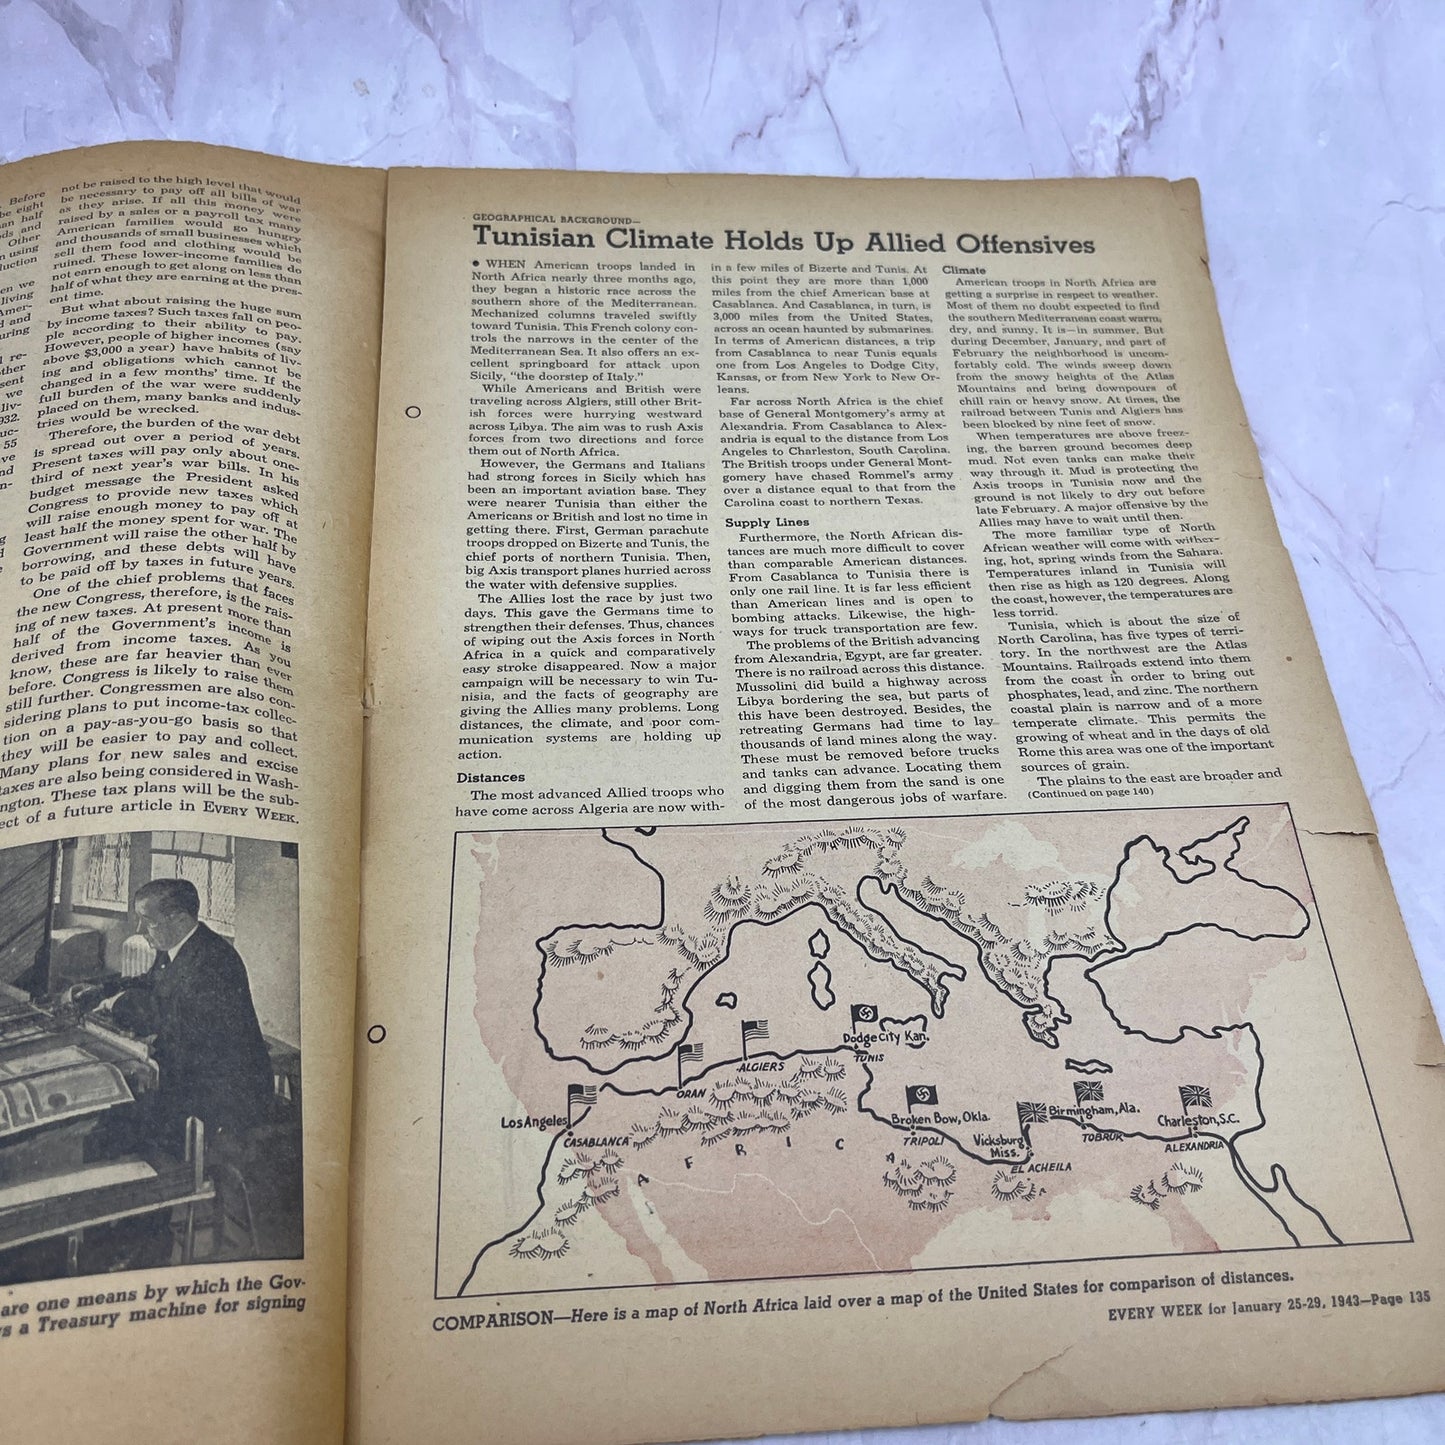 Before
be eight
an half
ds and
Other
n using
duction
en we
living
Amer-
d and
uring
l re-
other
sent
we
liv-
932.
uc-
55
ve
nd
n-
not be raised to the high level that would
be necessary to pay off all bills of war
as they arise. If all this money were
raised by a sales or a payroll tax many
American families would go hungry
and thousands of small businesses which
sell them food and clothing would be
ruined. These lower-income families do
not earn enough to get along on less than
half of what they are earning at the pres-
ent time.
But what about raising the huge sum
by income taxes? Such taxes fall on peo-
ple according to their ability to pay.
However, people of higher incomes (say
above $3,000 a year) have habits of liv-
ing and obligations which cannot be
changed in a few months' time. If the
full burden of the war were suddenly
placed on them, many banks and indus-
tries would be wrecked.
Therefore, the burden of the war debt
is spread out over a period of years.
Present taxes will pay only about one-
third of next year's war bills. In his
budget message the President asked
Congress to provide new taxes which
will raise enough money to pay off at
least half the money spent for war. The
Government will raise the other half by
borrowing, and these debts will have
to be paid off by taxes in future years.
One of the chief problems that faces
the new Congress, therefore, is the rais-
ing of new taxes. At present more than
half of the Government's income is
derived from income taxes. As you
know, these are far heavier than ever
before. Congress is likely to raise them
still further. Congressmen are also con-
sidering plans to put income-tax collec-
tion on a pay-as-you-go basis so that
they will be easier to pay and collect.
Many plans for new sales and excise
taxes are also being considered in Wash-
ington. These tax plans will be the sub-
ect of a future article in EVERY WEEK.
are one means by which the Gov-
s a Treasury machine for signing
GEOGRAPHICAL BACKGROUND—
Tunisian Climate Holds Up Allied Offensives
● WHEN American troops landed in
North Africa nearly three months ago,
they began a historic race across the
southern shore of the Mediterranean.
Mechanized columns traveled swiftly
toward Tunisia. This French colony con-
trols the narrows in the center of the
Mediterranean Sea. It also offers an ex-
cellent springboard for attack upon
Sicily, "the doorstep of Italy."
While Americans and British were
traveling across Algiers, still other Brit-
ish forces were hurrying westward
across Libya. The aim was to rush Axis
forces from two directions and force
them out of North Africa.
However, the Germans and Italians
had strong forces in Sicily which has
been an important aviation base. They
were nearer Tunisia than either the
Americans or British and lost no time in
getting there. First, German parachute
troops dropped on Bizerte and Tunis, the
chief ports of northern Tunisia. Then,
big Axis transport planes hurried across
the water with defensive supplies.
The Allies lost the race by just two
days. This gave the Germans time to
strengthen their defenses. Thus, chances
of wiping out the Axis forces in North
Africa in a quick and comparatively
easy stroke disappeared. Now a major
campaign will be necessary to win Tu-
nisia, and the facts of geography are
giving the Allies many problems. Long
distances, the climate, and poor com-
munication systems are holding up
action.
Distances
The most advanced Allied troops who
have come across Algeria are now with-
in a few miles of Bizerte and Tunis. At
this point they are more than 1,000
miles from the chief American base at
Casablanca. And Casablanca, in turn, is
3,000 miles from the United States,
across an ocean haunted by submarines.
In terms of American distances, a trip
from Casablanca to near Tunis equals
one from Los Angeles to Dodge City,
Kansas, or from New York to New Or-
leans.
Far across North Africa is the chief
base of General Montgomery's army at
Alexandria. From Casablanca to Alex-
andria is equal to the distance from Los
Angeles to Charleston, South Carolina.
The British troops under General Mont-
gomery have chased Rommel's army
over a distance equal to that from the
Carolina coast to northern Texas.
Supply Lines
Furthermore, the North African dis-
tances are much more difficult to cover
than comparable American distances.
From Casablanca to Tunisia there is
only one rail line. It is far less efficient
than American lines and is open to
bombing attacks. Likewise, the high-
ways for truck transportation are few.
The problems of the British advancing
from Alexandria, Egypt, are far greater.
There is no railroad across this distance.
Mussolini did build a highway across
Libya bordering the sea, but parts of
this have been destroyed. Besides, the
retreating Germans had time to lay
thousands of land mines along the way.
These must be removed before trucks
and tanks can advance. Locating them
and digging them from the sand is one
of the most dangerous jobs of warfare.
Climate
American troops in North Africa are
getting a surprise in respect to weather.
Most of them no doubt expected to find
the southern Mediterranean coast warm,
dry, and sunny. It is—in summer. But
during December, January, and part of
February the neighborhood is uncom-
fortably cold. The winds sweep down
from the snowy heights of the Atlas
Mountains and bring downpours of
chill rain or heavy snow. At times, the
railroad between Tunis and Algiers has
been blocked by nine feet of snow.
When temperatures are above freez-
ing, the barren ground becomes deep
mud. Not even tanks can make their
way through it. Mud is protecting the
Axis troops in Tunisia now and the
ground is not likely to dry out before
late February. A major offensive by the
Allies may have to wait until then.
The more familiar type of North
African weather will come with wither-
ing, hot, spring winds from the Sahara.
Temperatures inland in Tunisia will
then rise as high as 120 degrees. Along
the coast, however, the temperatures are
less torrid.
Tunisia, which is about the size of
North Carolina, has five types of terri-
tory. In the northwest are the Atlas
Mountains. Railroads extend into them
from the coast in order to bring out
phosphates, lead, and zinc. The northern
coastal plain is narrow and of a more
temperate climate. This permits the
growing of wheat and in the days of old
Rome this area was one of the important
sources of grain.
The plains to the east are broader and
(Continued on page 140)
Dodge City Kan.
TUNIS
ALGIERS
ORAN
Los Angeles
CASABLANCA
Broken Bow, Okla.
TRIPOLI
Vicksburg
Miss.
EL ACHEILA
Birmingham, Ala.
TOBRUK
Charleston, S.C.
ALEXANDRIA
AFRICA
COMPARISON—Here is a map of North Africa laid over a map of the United States for comparison of distances.
EVERY WEEK for January 25-29, 1943—Page 135